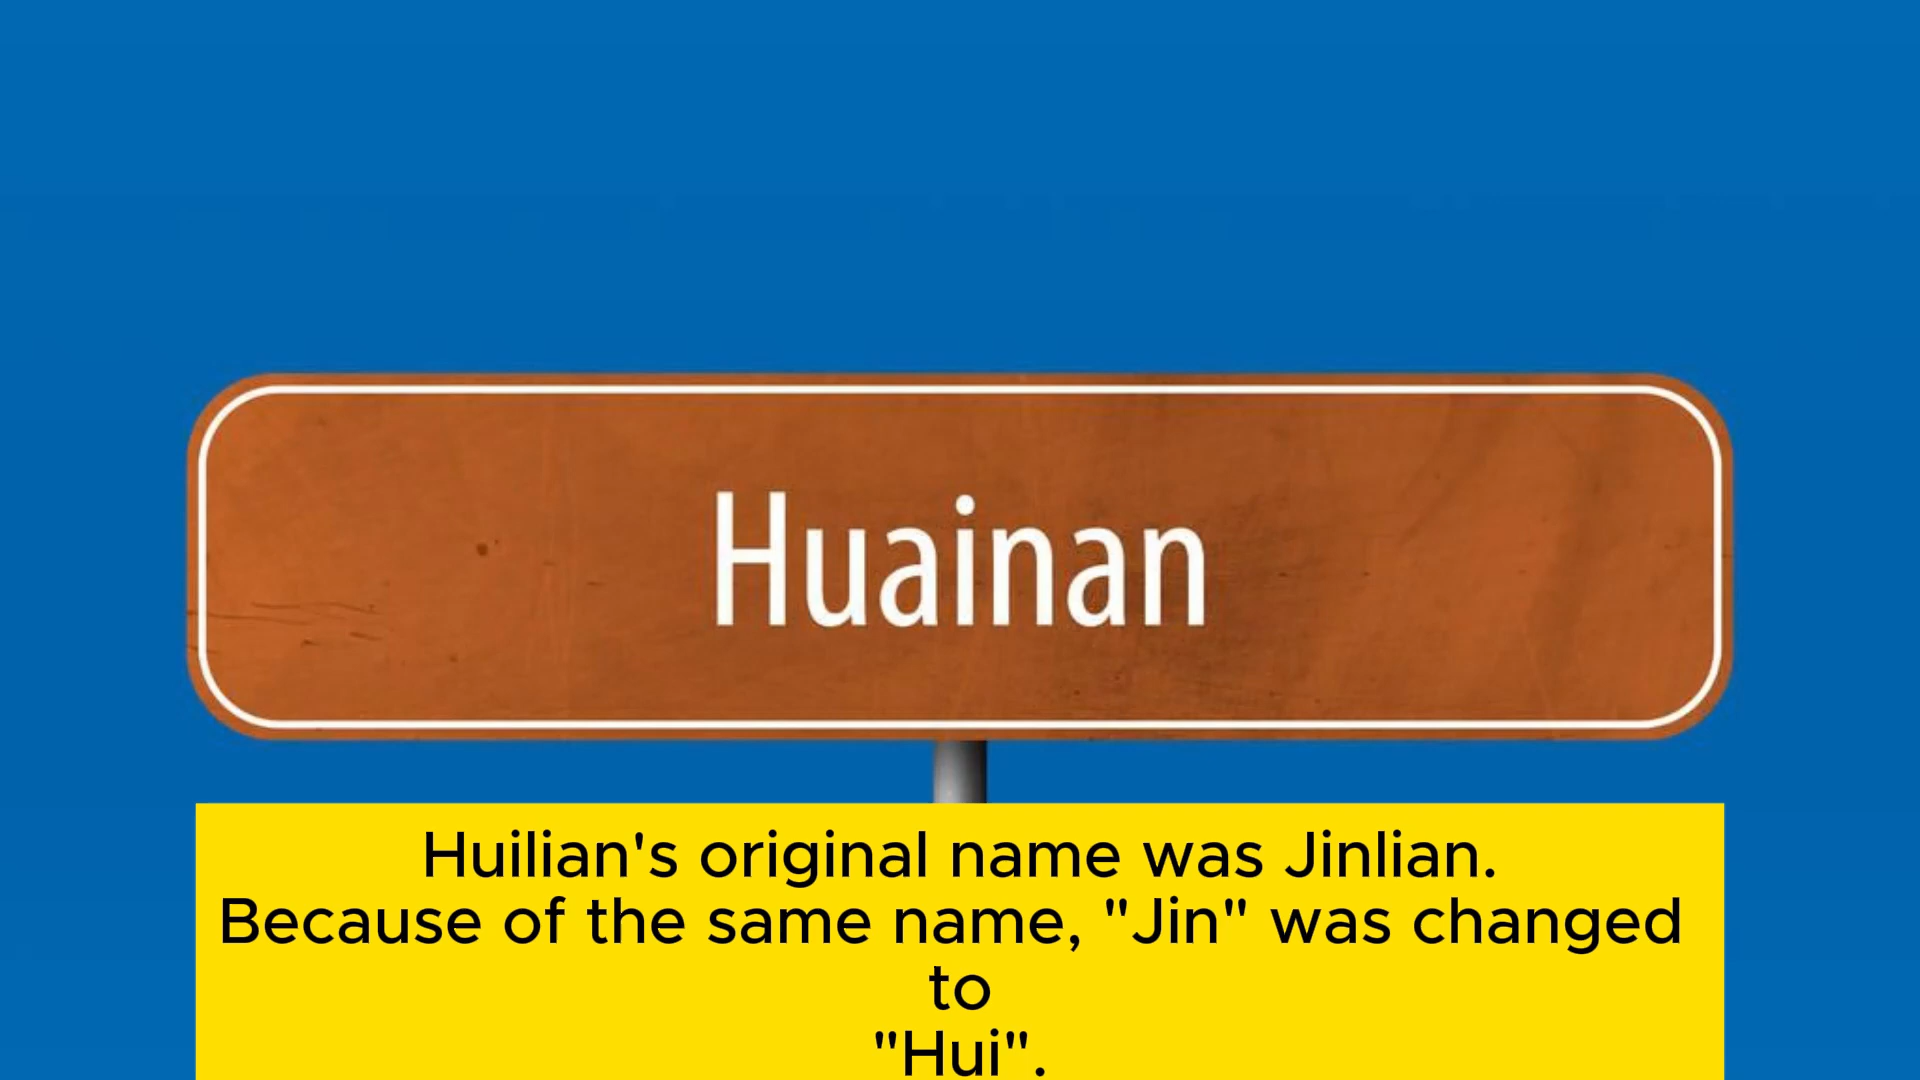 Huainan
Huilian's original name was Jinlian.
Because of the same name, "Jin" was changed
to
"Hui".